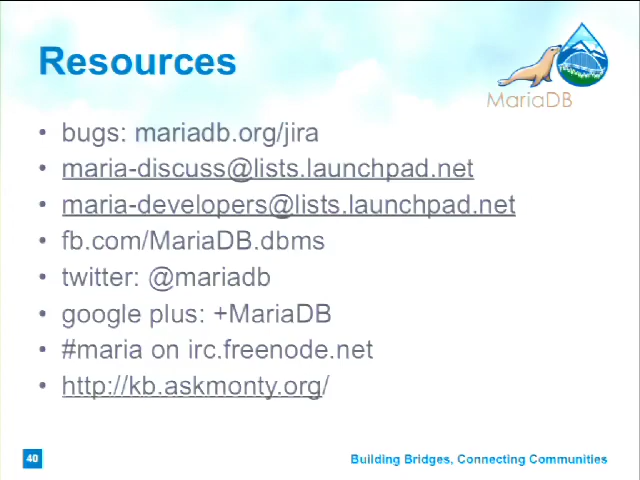 Resources
MariaDB
• bugs: mariadb.org/jira
• maria-discuss@lists.launchpad.net
• maria-developers@lists.launchpad.net
• fb.com/MariaDB.dbms
• twitter: @mariadb
• google plus: +MariaDB
• #maria on irc.freenode.net
• http://kb.askmonty.org/
40
Building Bridges, Connecting Communities